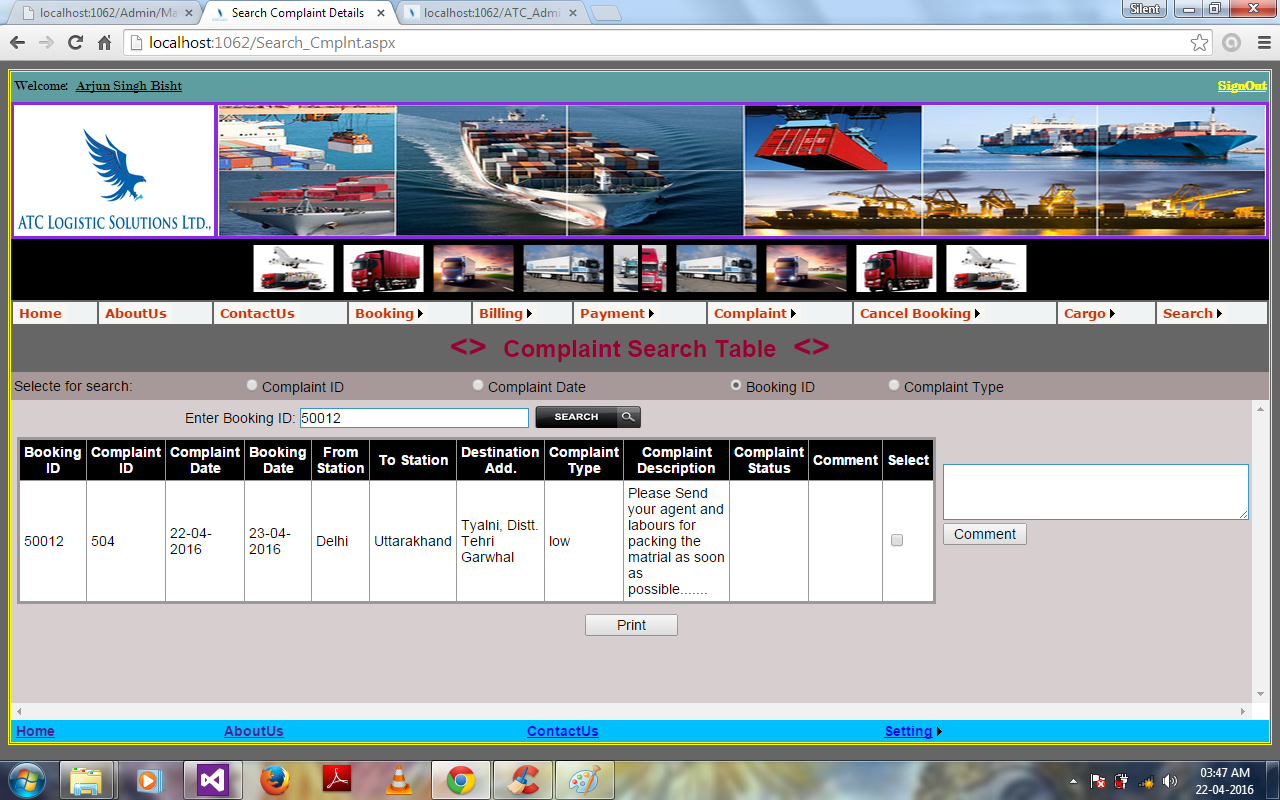 localhost:1062/Admin/Ma
Search Complaint Details
localhost:1062/ATC_Admi
Silent
localhost:1062/Search_Cmplnt.aspx
Welcome: Arjun Singh Bisht
SignOut
ATC LOGISTIC SOLUTIONS LTD.,
Home AboutUs ContactUs Booking Billing Payment Complaint Cancel Booking Cargo Search
<> Complaint Search Table <>
Selecte for search: Complaint ID Complaint Date Booking ID Complaint Type
Enter Booking ID: 50012 SEARCH
Booking ID Complaint ID Complaint Date Booking Date From Station To Station Destination Add. Complaint Type Complaint Description Complaint Status Comment Select
50012 504 22-04-2016 23-04-2016 Delhi Uttarakhand Tyalni, Distt. Tehri Garwhal low Please Send your agent and labours for packing the matrial as soon as possible.......
Comment
Print
Home AboutUs ContactUs Setting
03:47 AM
22-04-2016